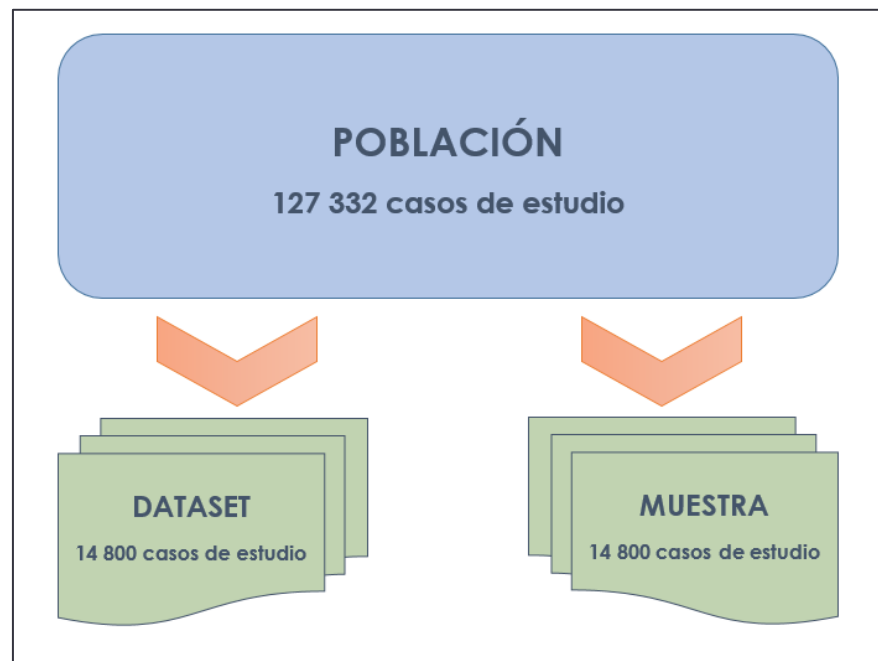 POBLACIÓN
127 332 casos de estudio
DATASET
14 800 casos de estudio
MUESTRA
14 800 casos de estudio